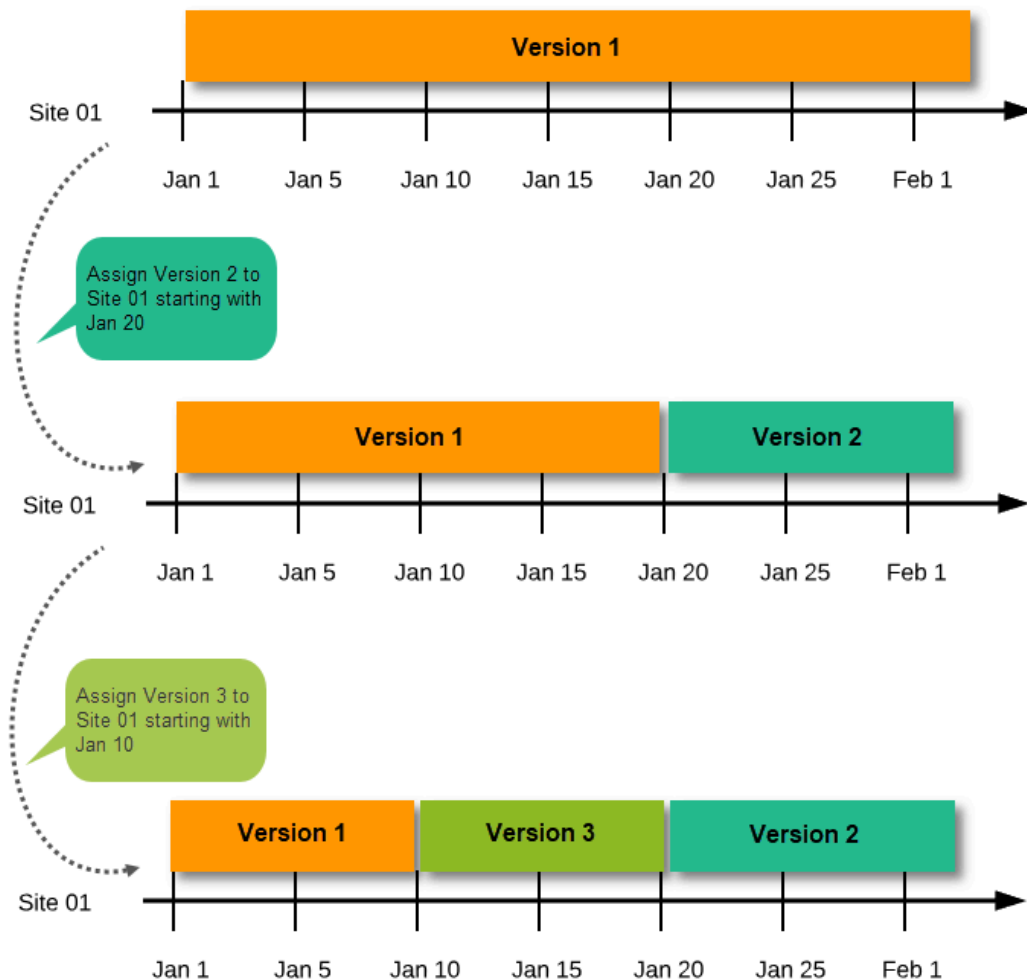 Version 1
Site 01
Jan 1 Jan 5 Jan 10 Jan 15 Jan 20 Jan 25 Feb 1
Assign Version 2 to
Site 01 starting with
Jan 20
Version 1 Version 2
Site 01
Jan 1 Jan 5 Jan 10 Jan 15 Jan 20 Jan 25 Feb 1
Assign Version 3 to
Site 01 starting with
Jan 10
Version 1 Version 3 Version 2
Site 01
Jan 1 Jan 5 Jan 10 Jan 15 Jan 20 Jan 25 Feb 1